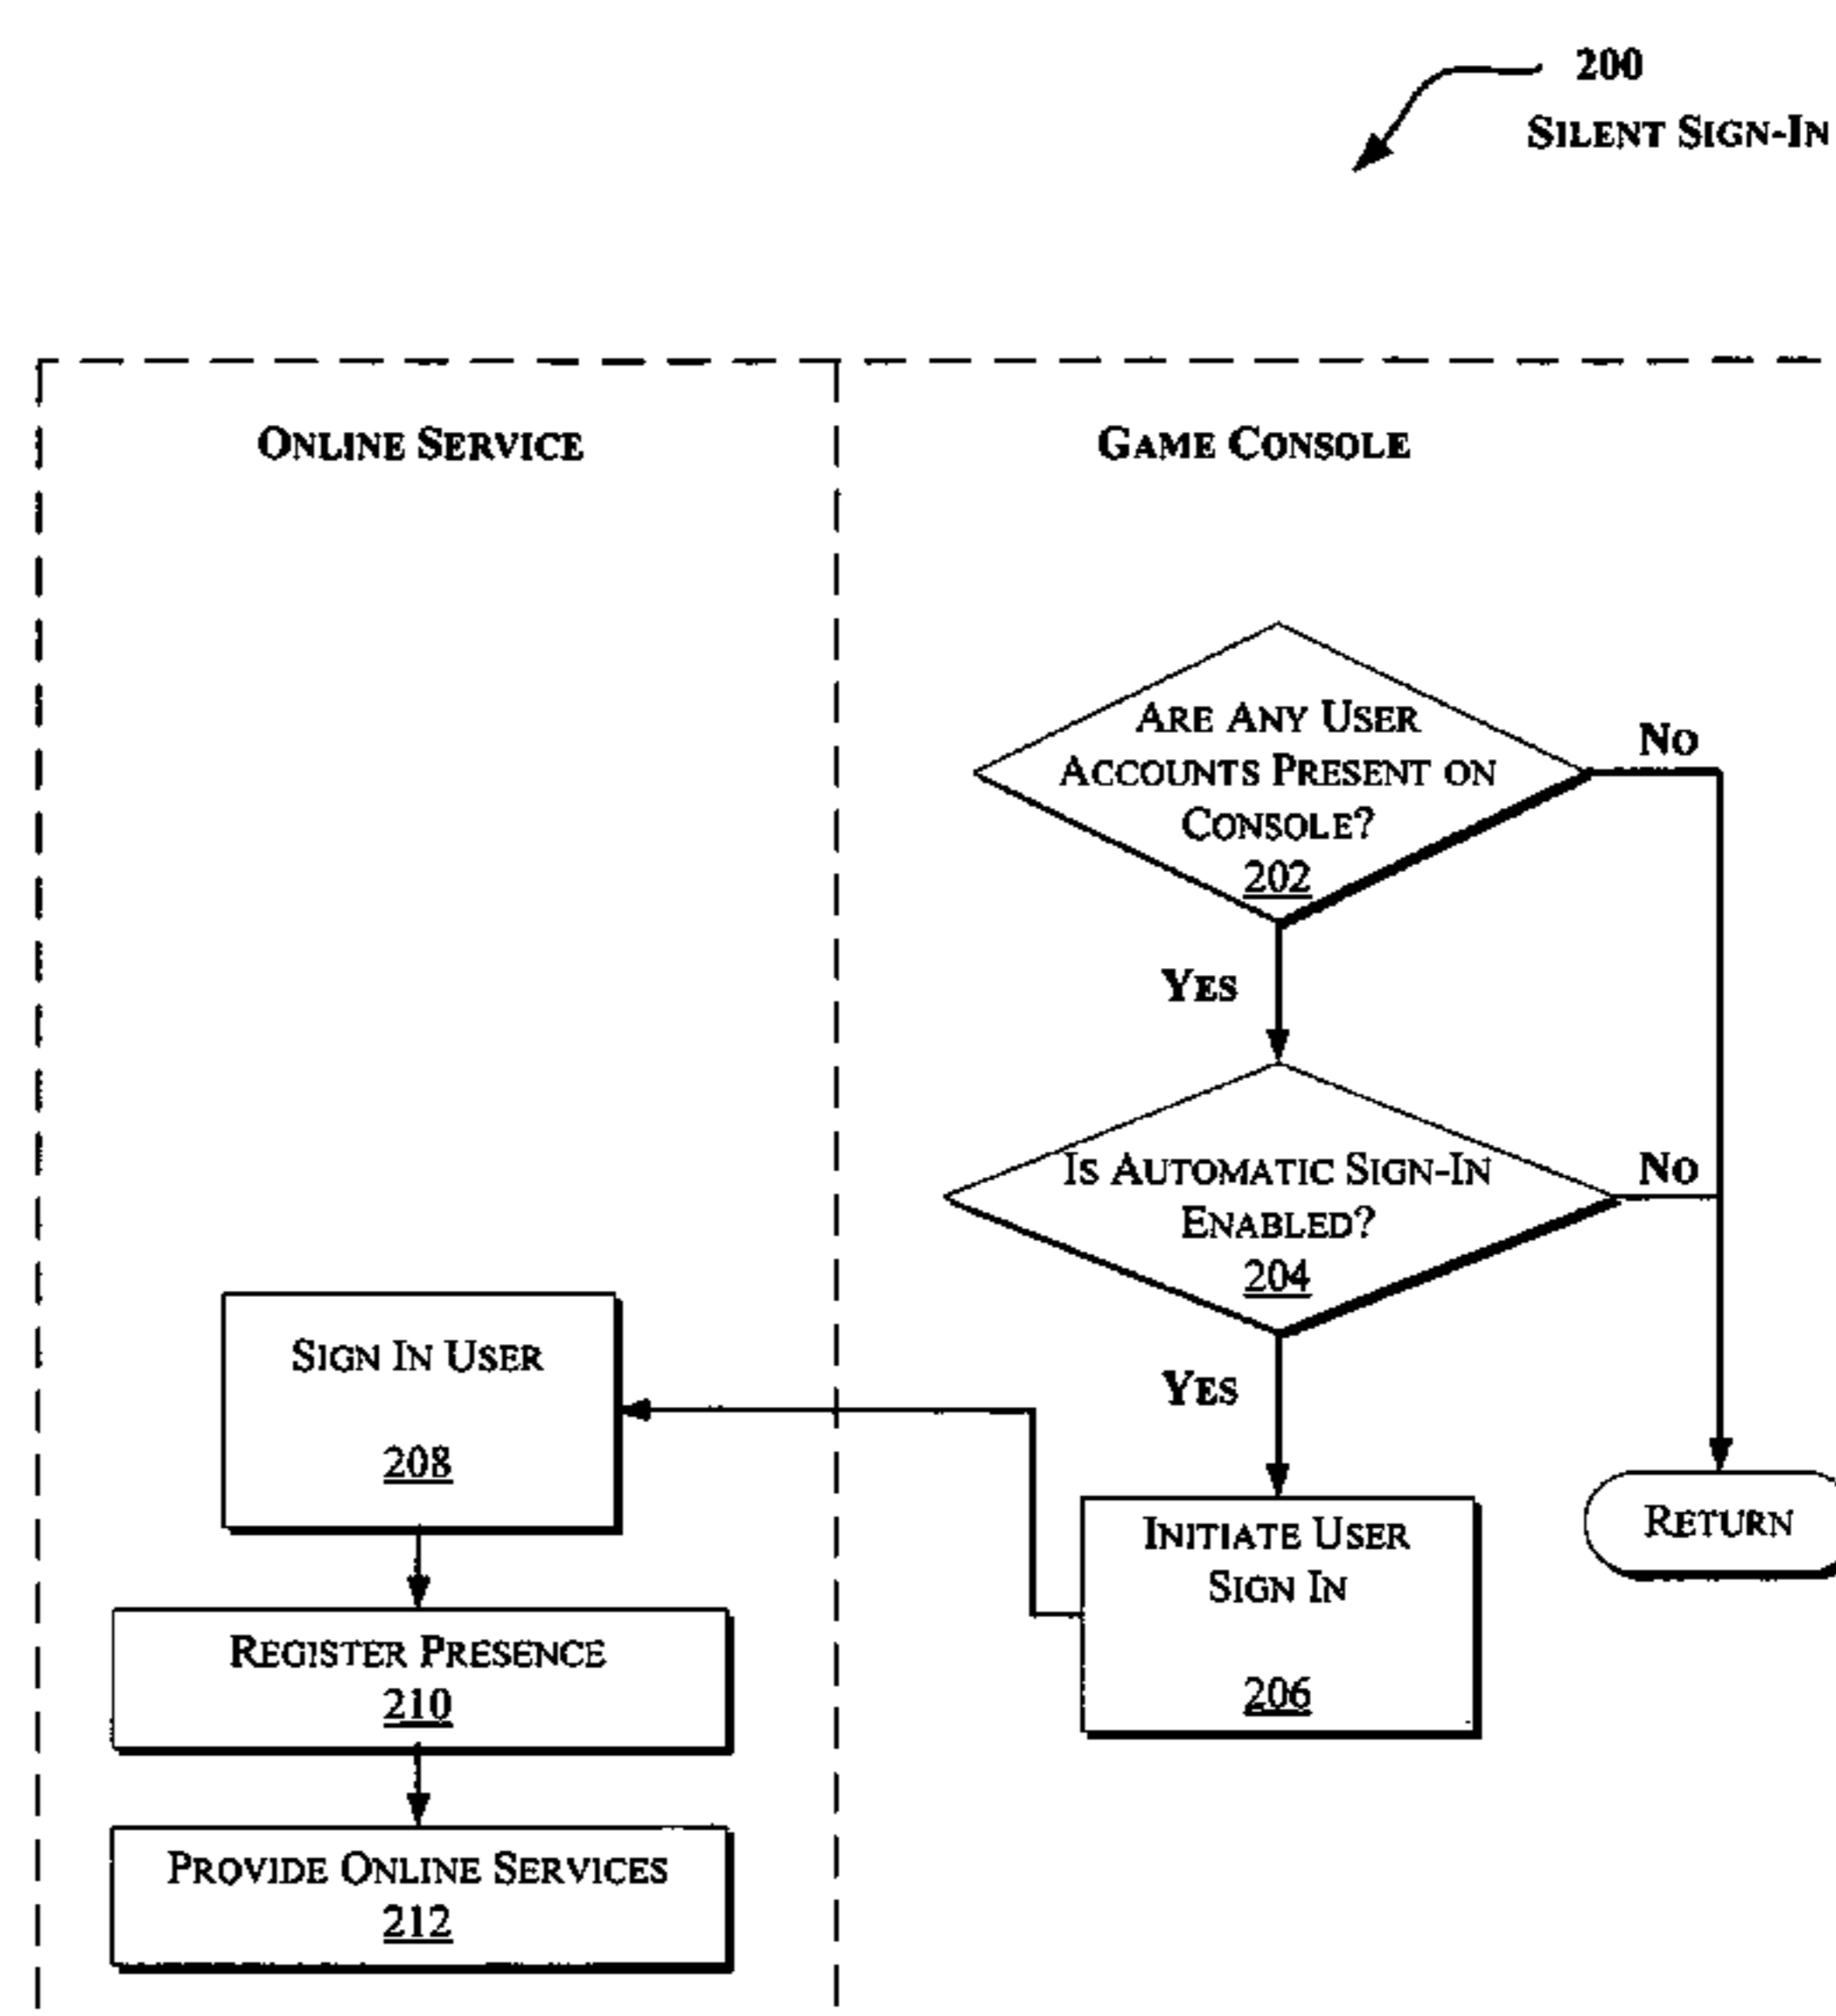 200
SILENT SIGN-IN
ONLINE SERVICE
GAME CONSOLE
ARE ANY USER
ACCOUNTS PRESENT ON
CONSOLE?
202
NO
YES
IS AUTOMATIC SIGN-IN
ENABLED?
204
NO
YES
SIGN IN USER
208
INITIATE USER
SIGN IN
206
RETURN
REGISTER PRESENCE
210
PROVIDE ONLINE SERVICES
212